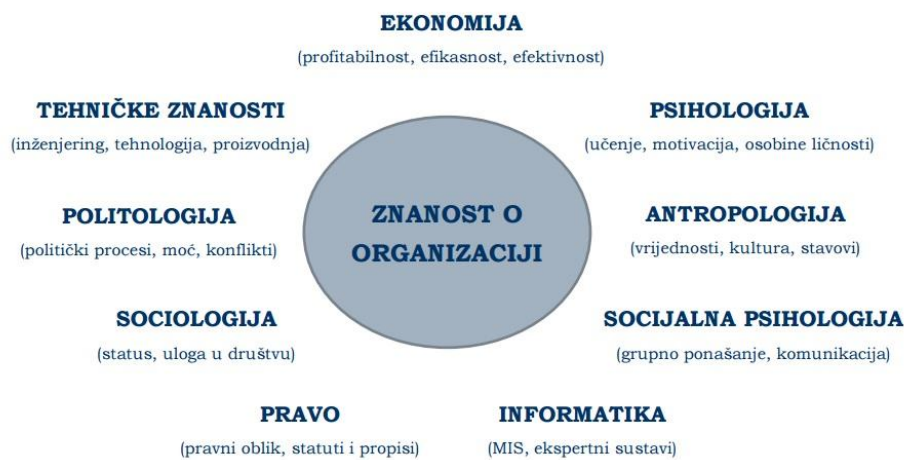 EKONOMIJA
(profitabilnost, efikasnost, efektivnost)
TEHNIČKE ZNANOSTI
(inženjering, tehnologija, proizvodnja)
PSIHOLOGIJA
(učenje, motivacija, osobine ličnosti)
POLITOLOGIJA
(politički procesi, moć, konflikti)
ZNANOST O
ORGANIZACIJI
ANTROPOLOGIJA
(vrijednosti, kultura, stavovi)
SOCIOLOGIJA
(status, uloga u društvu)
SOCIJALNA PSIHOLOGIJA
(grupno ponašanje, komunikacija)
PRAVO
(pravni oblik, statuti i propisi)
INFORMATIKA
(MIS, ekspertni sustavi)